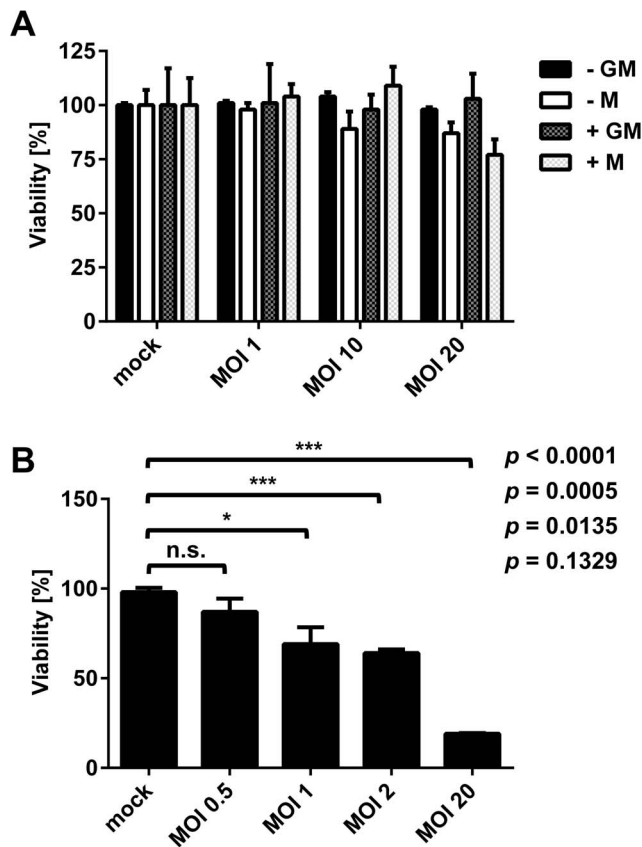 A
125
100
75
50
25
0
Viability [%]
mock
MOI 1
MOI 10
MOI 20
- GM
- M
+ GM
+ M
B
***
***
*
n.s.
p < 0.0001
p = 0.0005
p = 0.0135
p = 0.1329
150
100
50
0
Viability [%]
mock
MOI 0.5
MOI 1
MOI 2
MOI 20